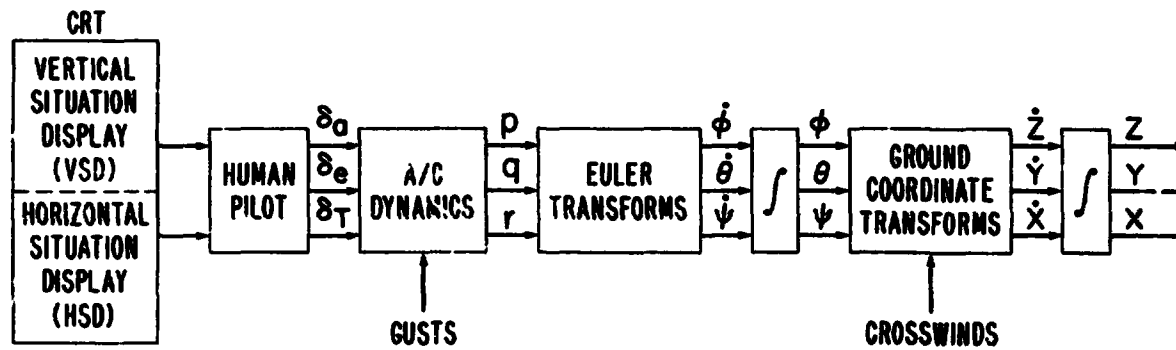 CRT
VERTICAL
SITUATION
DISPLAY
(VSD)
HORIZONTAL
SITUATION
DISPLAY
(HSD)
HUMAN
PILOT
δa
δe
δT
A/C
DYNAMICS
GUSTS
p
q
r
EULER
TRANSFORMS
ϕ̇
θ̇
ψ̇
∫
ϕ
θ
ψ
GROUND
COORDINATE
TRANSFORMS
CROSSWINDS
Ż
Ẏ
Ẋ
∫
Z
Y
X